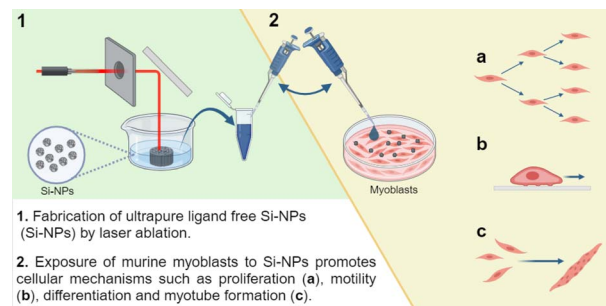 1
2
a
b
c
Si-NPs
Myoblasts
1. Fabrication of ultrapure ligand free Si-NPs
(Si-NPs) by laser ablation.
2. Exposure of murine myoblasts to Si-NPs promotes
cellular mechanisms such as proliferation (a), motility
(b), differentiation and myotube formation (c).